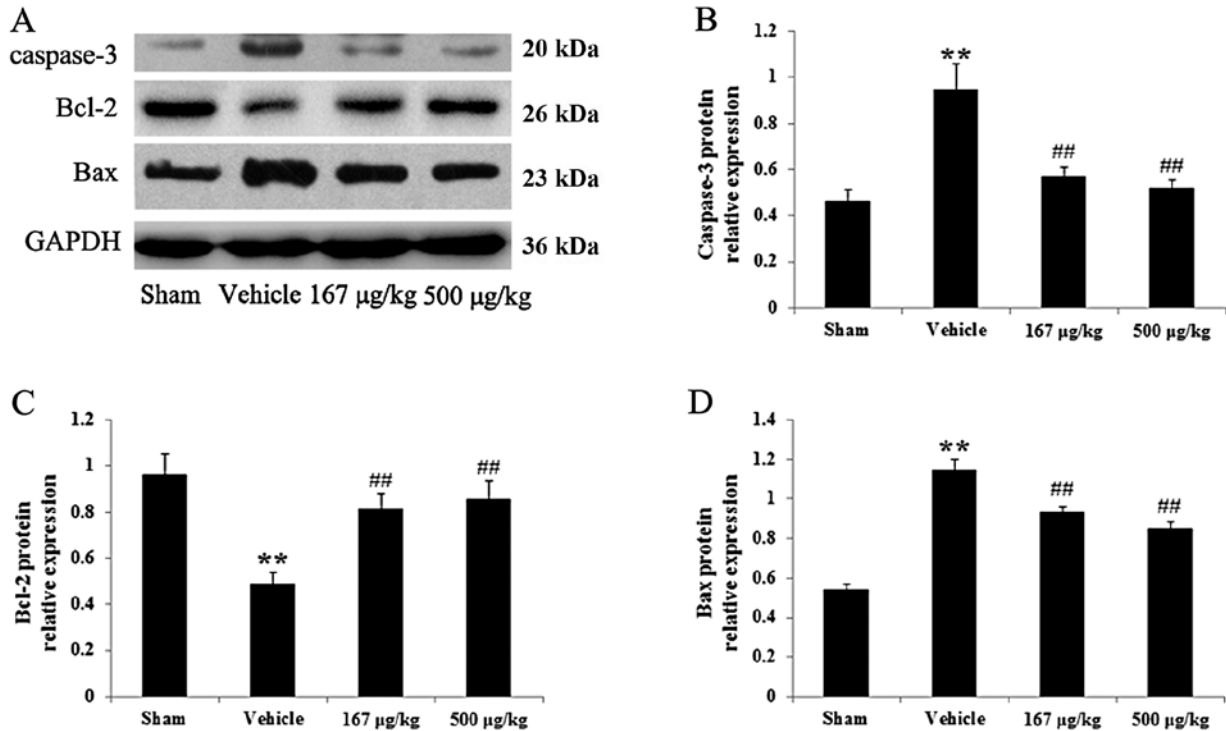 A
caspase-3
20 kDa
Bcl-2
26 kDa
Bax
23 kDa
GAPDH
36 kDa
Sham Vehicle 167 μg/kg 500 μg/kg
B
Caspase-3 protein
relative expression
1.2
1
0.8
0.6
0.4
0.2
0
**
##
##
Sham Vehicle 167 μg/kg 500 μg/kg
C
Bcl-2 protein
relative expression
1.2
1
0.8
0.6
0.4
0.2
0
**
##
##
Sham Vehicle 167 μg/kg 500 μg/kg
D
Bax protein
relative expression
1.4
1.2
1
0.8
0.6
0.4
0.2
0
**
##
##
Sham Vehicle 167 μg/kg 500 μg/kg